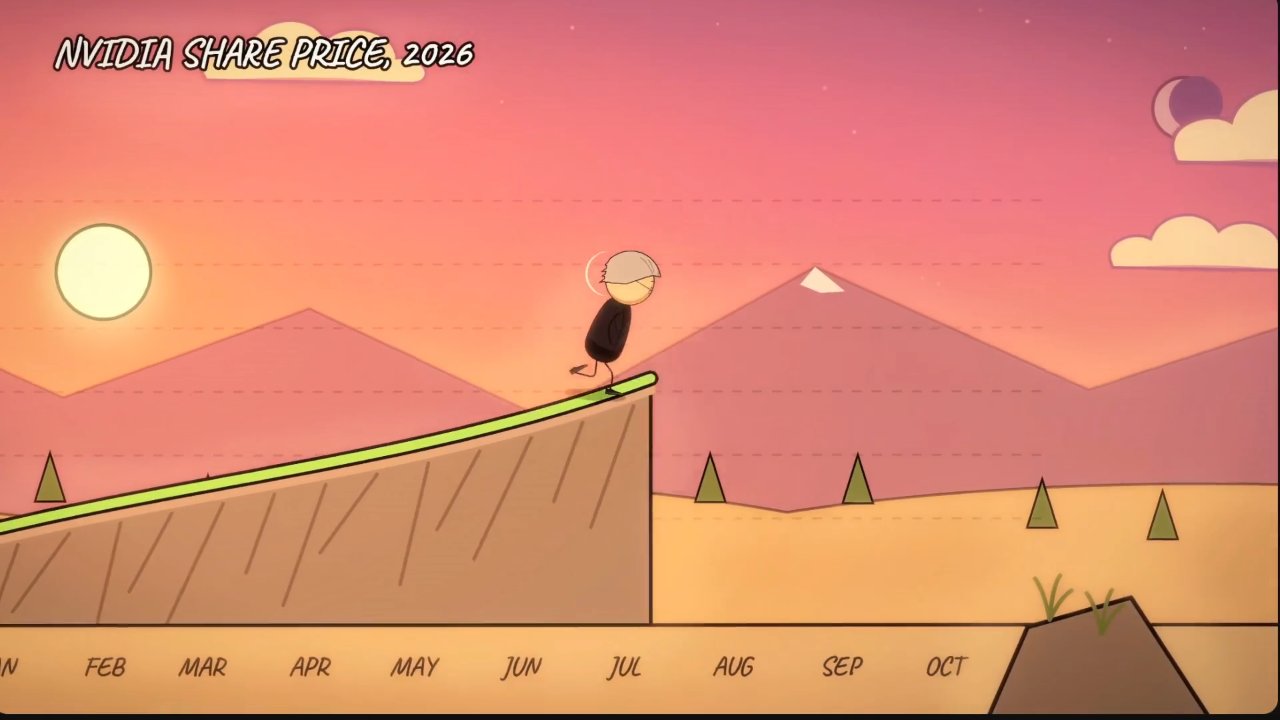 NVIDIA SHARE PRICE, 2026
FEB MAR APR MAY JUN JUL AUG SEP OCT